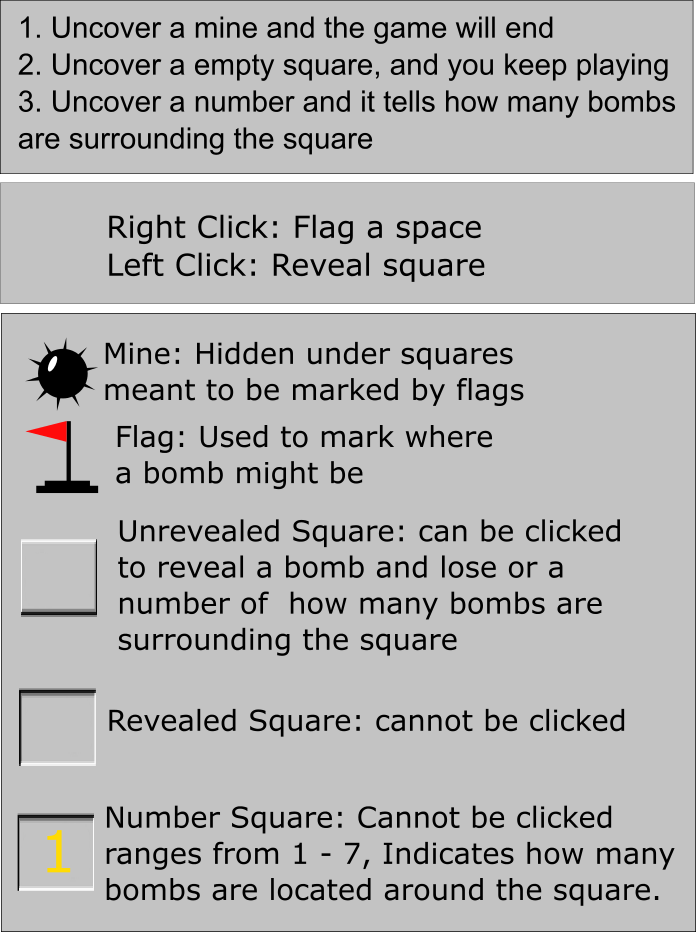 1. Uncover a mine and the game will end
2. Uncover a empty square, and you keep playing
3. Uncover a number and it tells how many bombs
are surrounding the square
Right Click: Flag a space
Left Click: Reveal square
Mine: Hidden under squares
meant to be marked by flags
Flag: Used to mark where
a bomb might be
Unrevealed Square: can be clicked
to reveal a bomb and lose or a
number of  how many bombs are
surrounding the square
Revealed Square: cannot be clicked
1
Number Square: Cannot be clicked
ranges from 1 - 7, Indicates how many
bombs are located around the square.